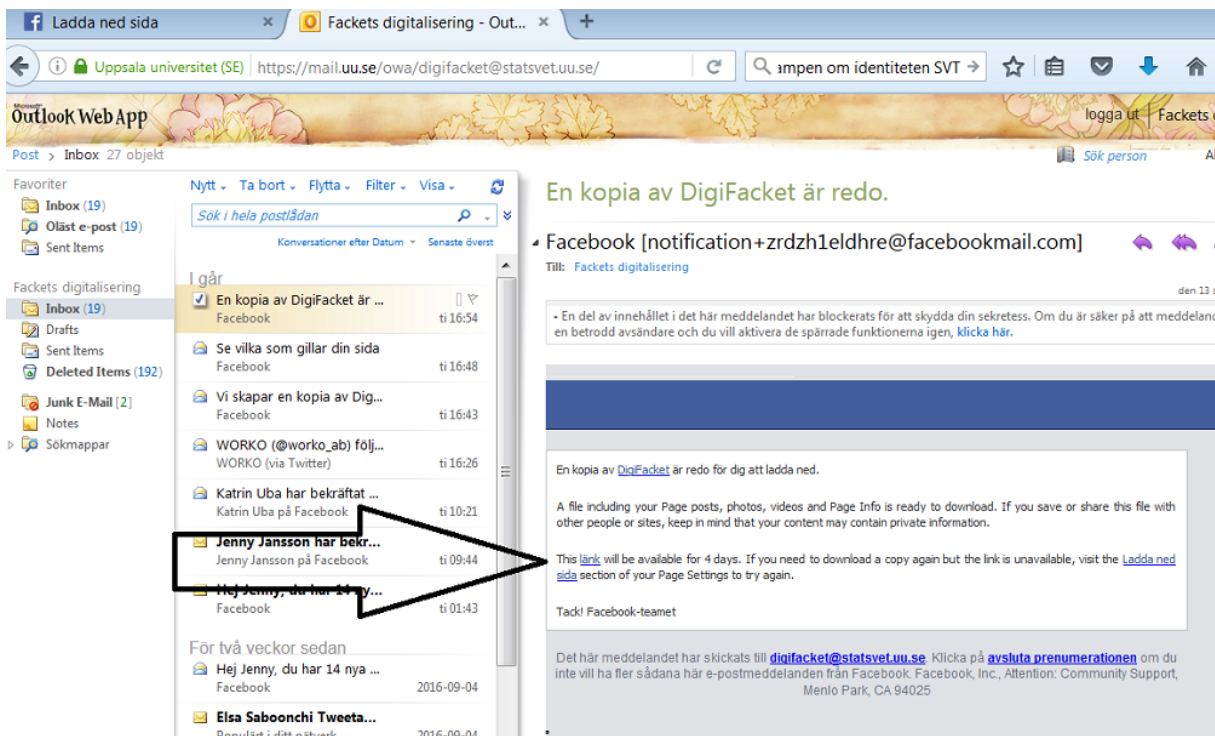 Ladda ned sida
Fackets digitalisering - Out...
Uppsala universitet (SE) https://mail.uu.se/owa/digifacket@statsvet.uu.se/
ampen om identiteten SVT
Microsoft
Outlook Web App
logga ut Fackets
Post > Inbox 27 objekt
Sök person
Favoriter
Inbox (19)
Oläst e-post (19)
Sent Items
Fackets digitalisering
Inbox (19)
Drafts
Sent Items
Deleted Items (192)
Junk E-Mail [2]
Notes
Sökmappar
Nytt Ta bort Flytta Filter Visa
Sök i hela postlådan
Konversationer efter Datum Senaste överst
I går
En kopia av DigiFacket är ...
Facebook ti 16:54
Se vilka som gillar din sida
Facebook ti 16:48
Vi skapar en kopia av Dig...
Facebook ti 16:43
WORKO (@worko_ab) följ...
WORKO (via Twitter) ti 16:26
Katrin Uba har bekräftat ...
Katrin Uba på Facebook ti 10:21
Jenny Jansson har bekr...
Jenny Jansson på Facebook ti 09:44
Hej Jenny, du har 14 ny...
Facebook ti 01:43
För två veckor sedan
Hej Jenny, du har 14 nya ...
Facebook 2016-09-04
Elsa Saboonchi Tweeta...
Populärt i ditt nätverk 2016-09-04
En kopia av DigiFacket är redo.
Facebook [notification+zrdzh1eldhre@facebookmail.com]
Till: Fackets digitalisering
den 13
- En del av innehållet i det här meddelandet har blockerats för att skydda din sekretess. Om du är säker på att meddeland
en betrodd avsändare och du vill aktivera de spärrade funktionerna igen, klicka här.
En kopia av DigiFacket är redo för dig att ladda ned.
A file including your Page posts, photos, videos and Page Info is ready to download. If you save or share this file with
other people or sites, keep in mind that your content may contain private information.
This länk will be available for 4 days. If you need to download a copy again but the link is unavailable, visit the Ladda ned
sida section of your Page Settings to try again.
Tack! Facebook-teamet
Det här meddelandet har skickats till digifacket@statsvet.uu.se. Klicka på avsluta prenumerationen om du
inte vill ha fler sådana här e-postmeddelanden från Facebook. Facebook, Inc., Attention: Community Support,
Menlo Park, CA 94025